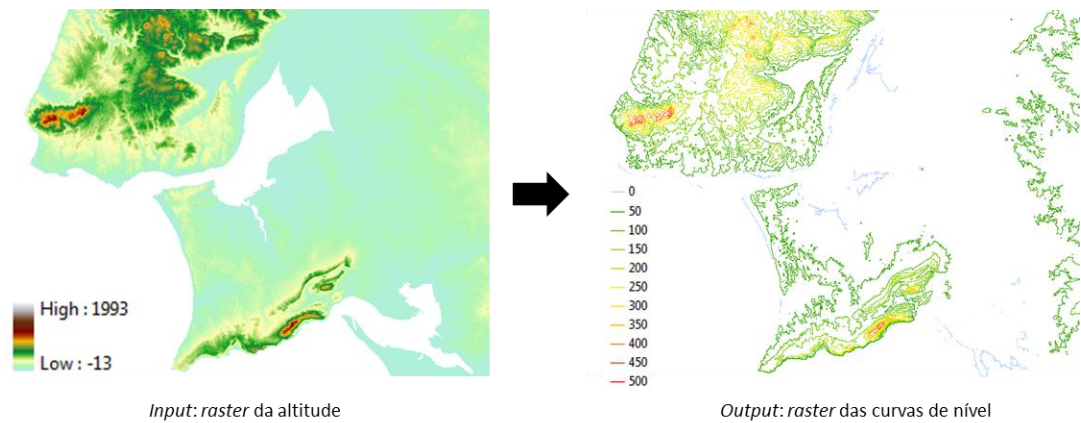 High : 1993
Low : -13
0
50
100
150
200
250
300
350
400
450
500
Input: raster da altitude
Output: raster das curvas de nível